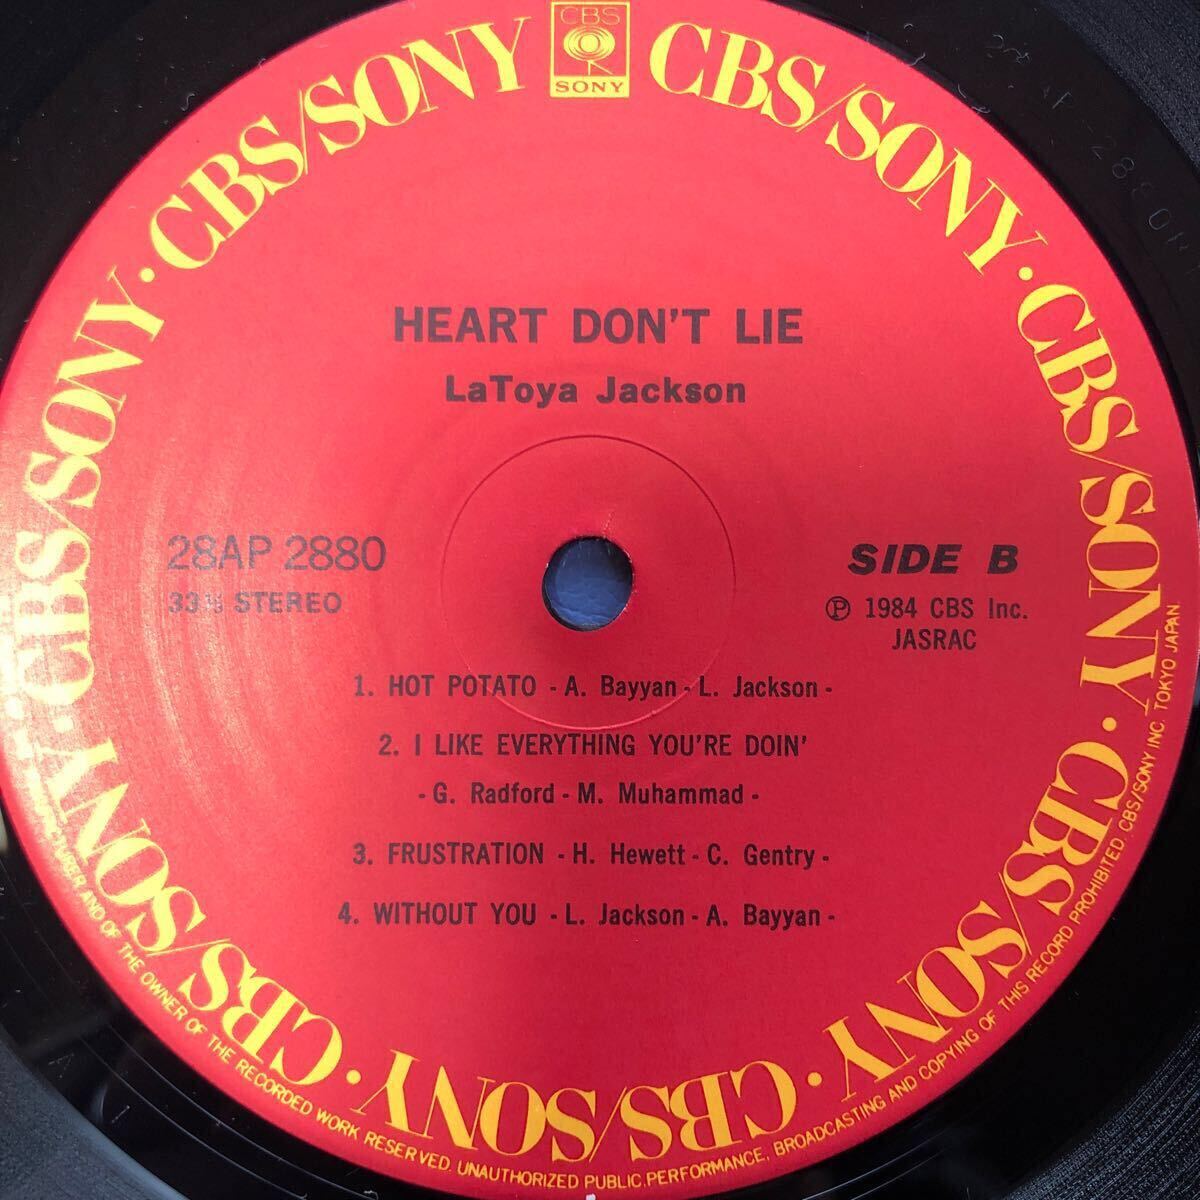 CBS
SONY
CBS/SONY · CBS/SONY · CBS/SONY · CBS/SONY · CBS/SONY · CBS/SONY · CBS/SONY · CBS/SONY
HEART DON'T LIE
LaToya Jackson
28AP 2880
33⅓ STEREO
SIDE B
Ⓟ 1984 CBS Inc.
JASRAC
1. HOT POTATO - A. Bayyan - L. Jackson -
2. I LIKE EVERYTHING YOU'RE DOIN'
- G. Radford - M. Muhammad -
3. FRUSTRATION - H. Hewett - C. Gentry -
4. WITHOUT YOU - L. Jackson - A. Bayyan -
AND OF THE OWNER OF THE RECORDED WORK RESERVED. UNAUTHORIZED PUBLIC PERFORMANCE, BROADCASTING AND COPYING OF THIS RECORD PROHIBITED. CBS/SONY INC. TOKYO JAPAN